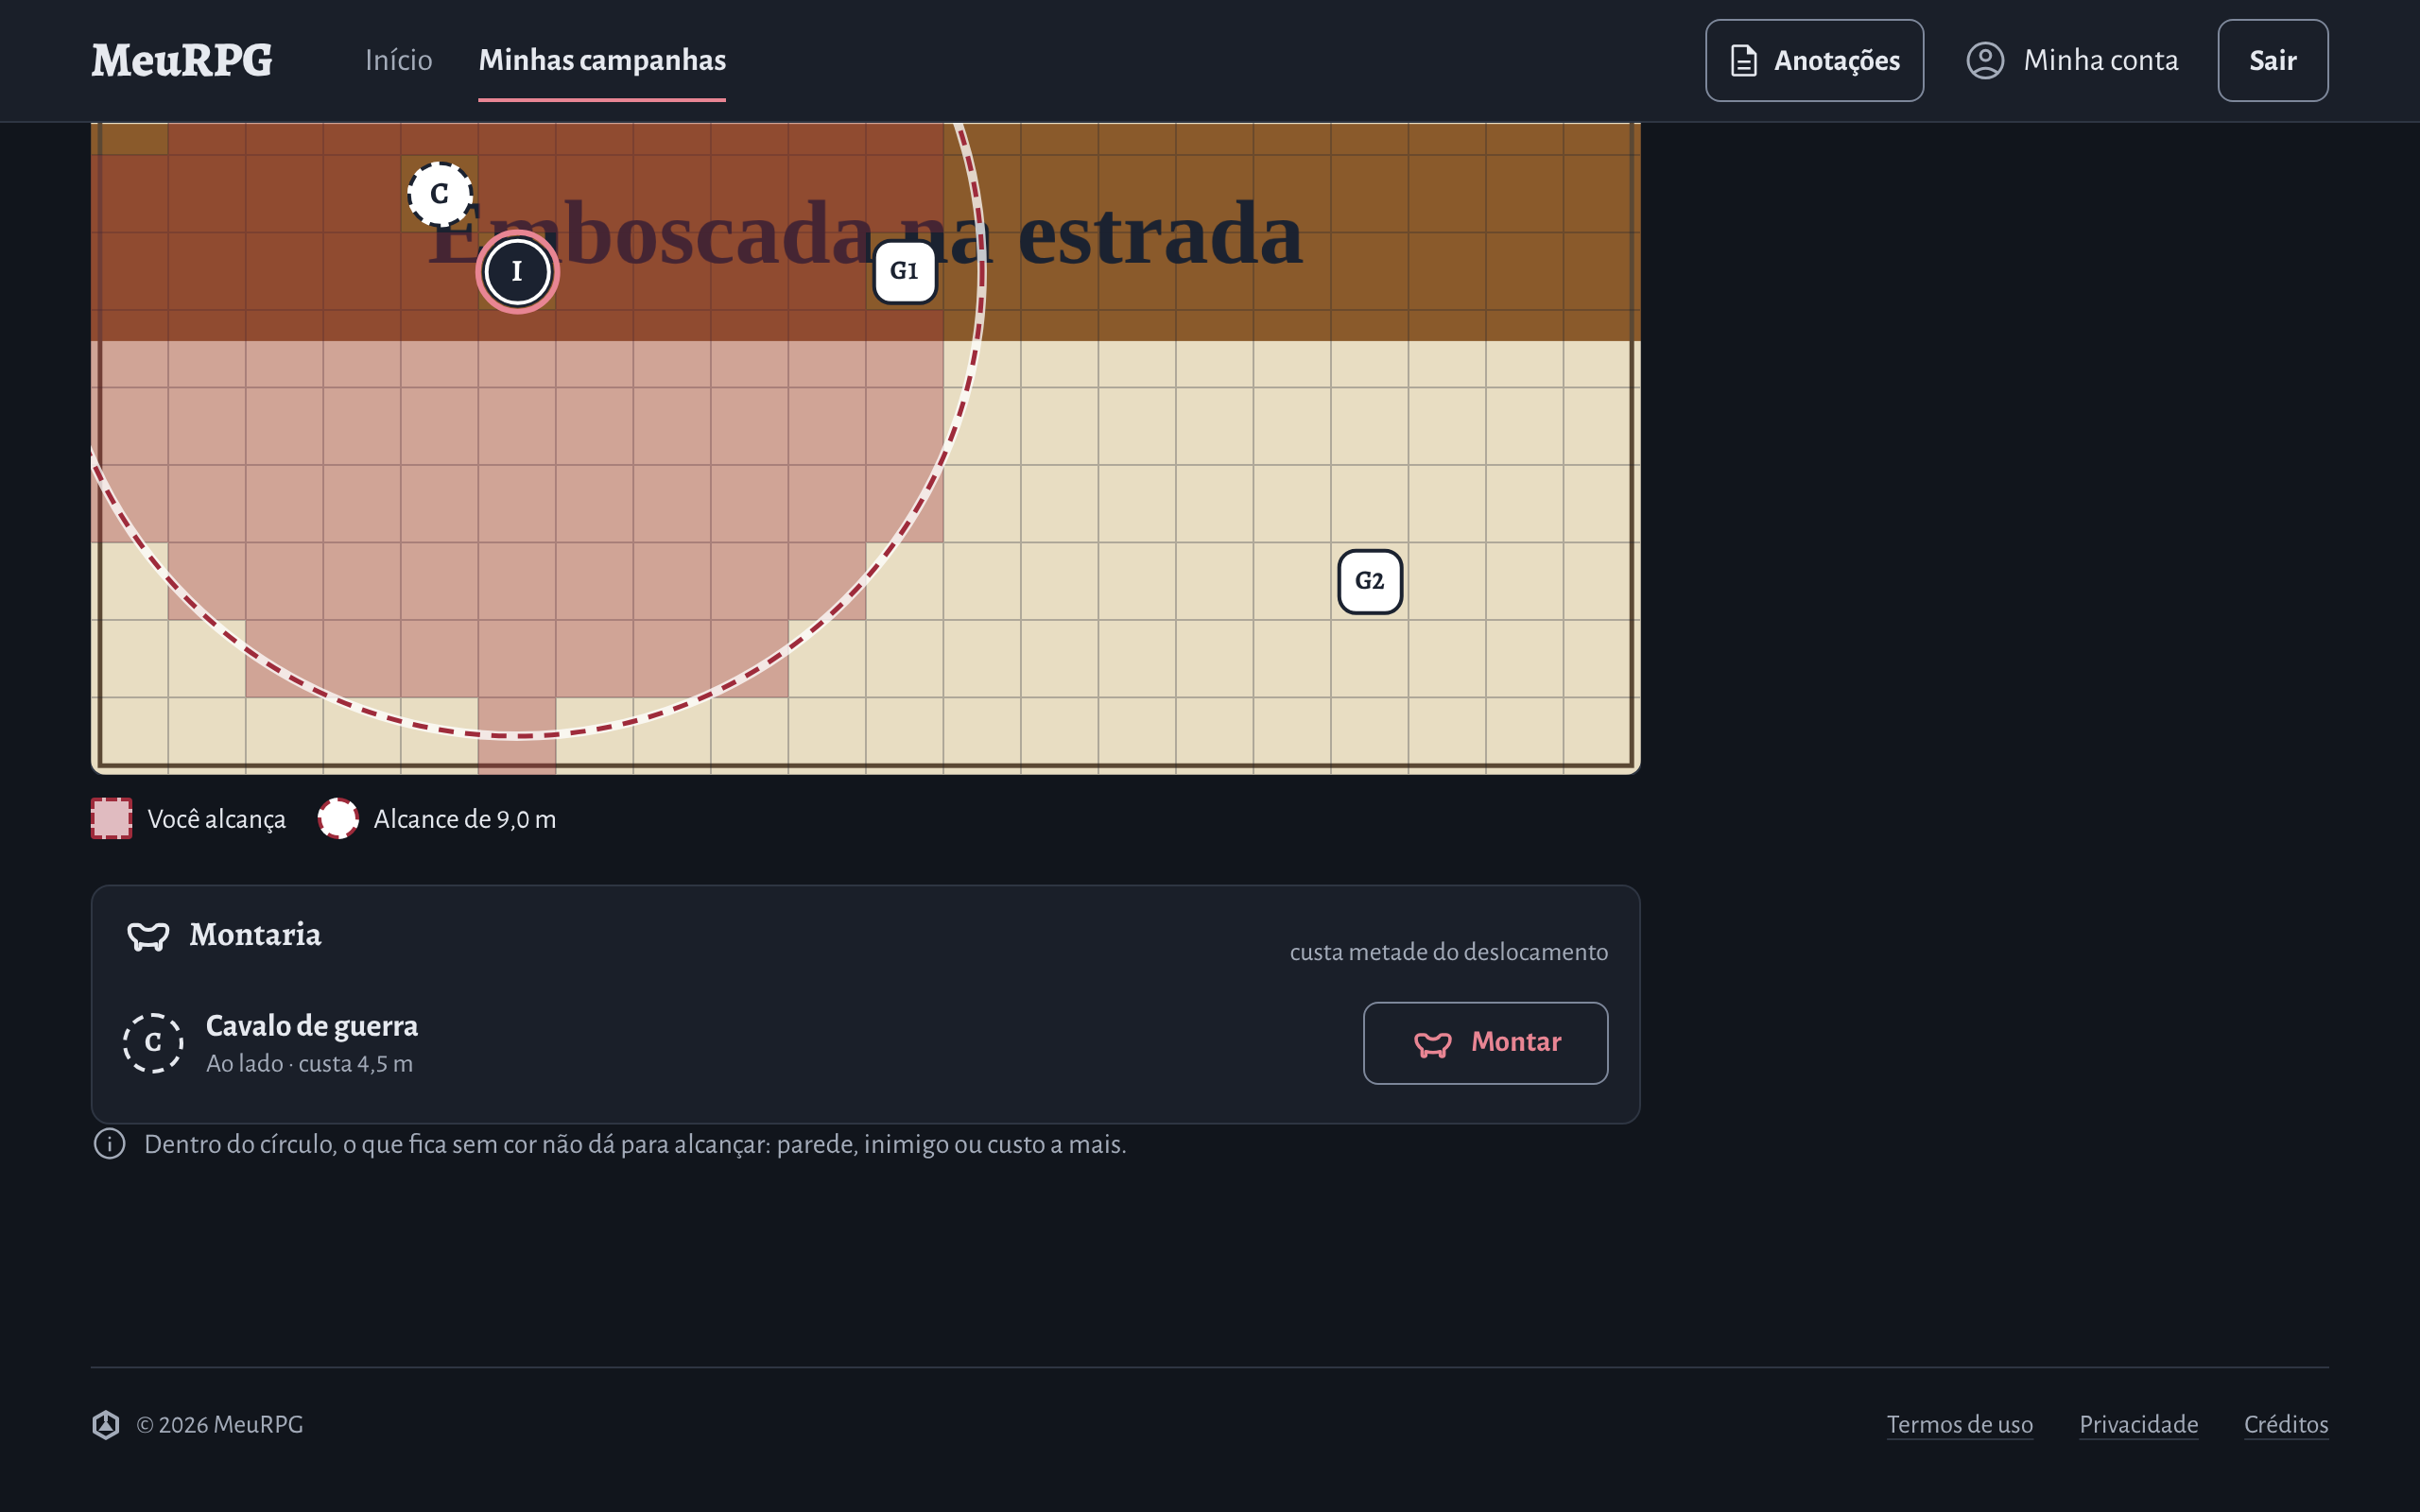 MeuRPG
Início
Minhas campanhas
Anotações
Minha conta
Sair
C
Emboscada na estrada
I
G1
G2
Você alcança
Alcance de 9,0 m
Montaria
custa metade do deslocamento
C
Cavalo de guerra
Ao lado · custa 4,5 m
Montar
Dentro do círculo, o que fica sem cor não dá para alcançar: parede, inimigo ou custo a mais.
© 2026 MeuRPG
Termos de uso
Privacidade
Créditos